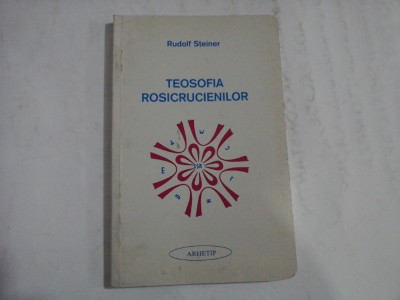 Rudolf Steiner
TEOSOFIA
ROSICRUCIENILOR
ARHETIP